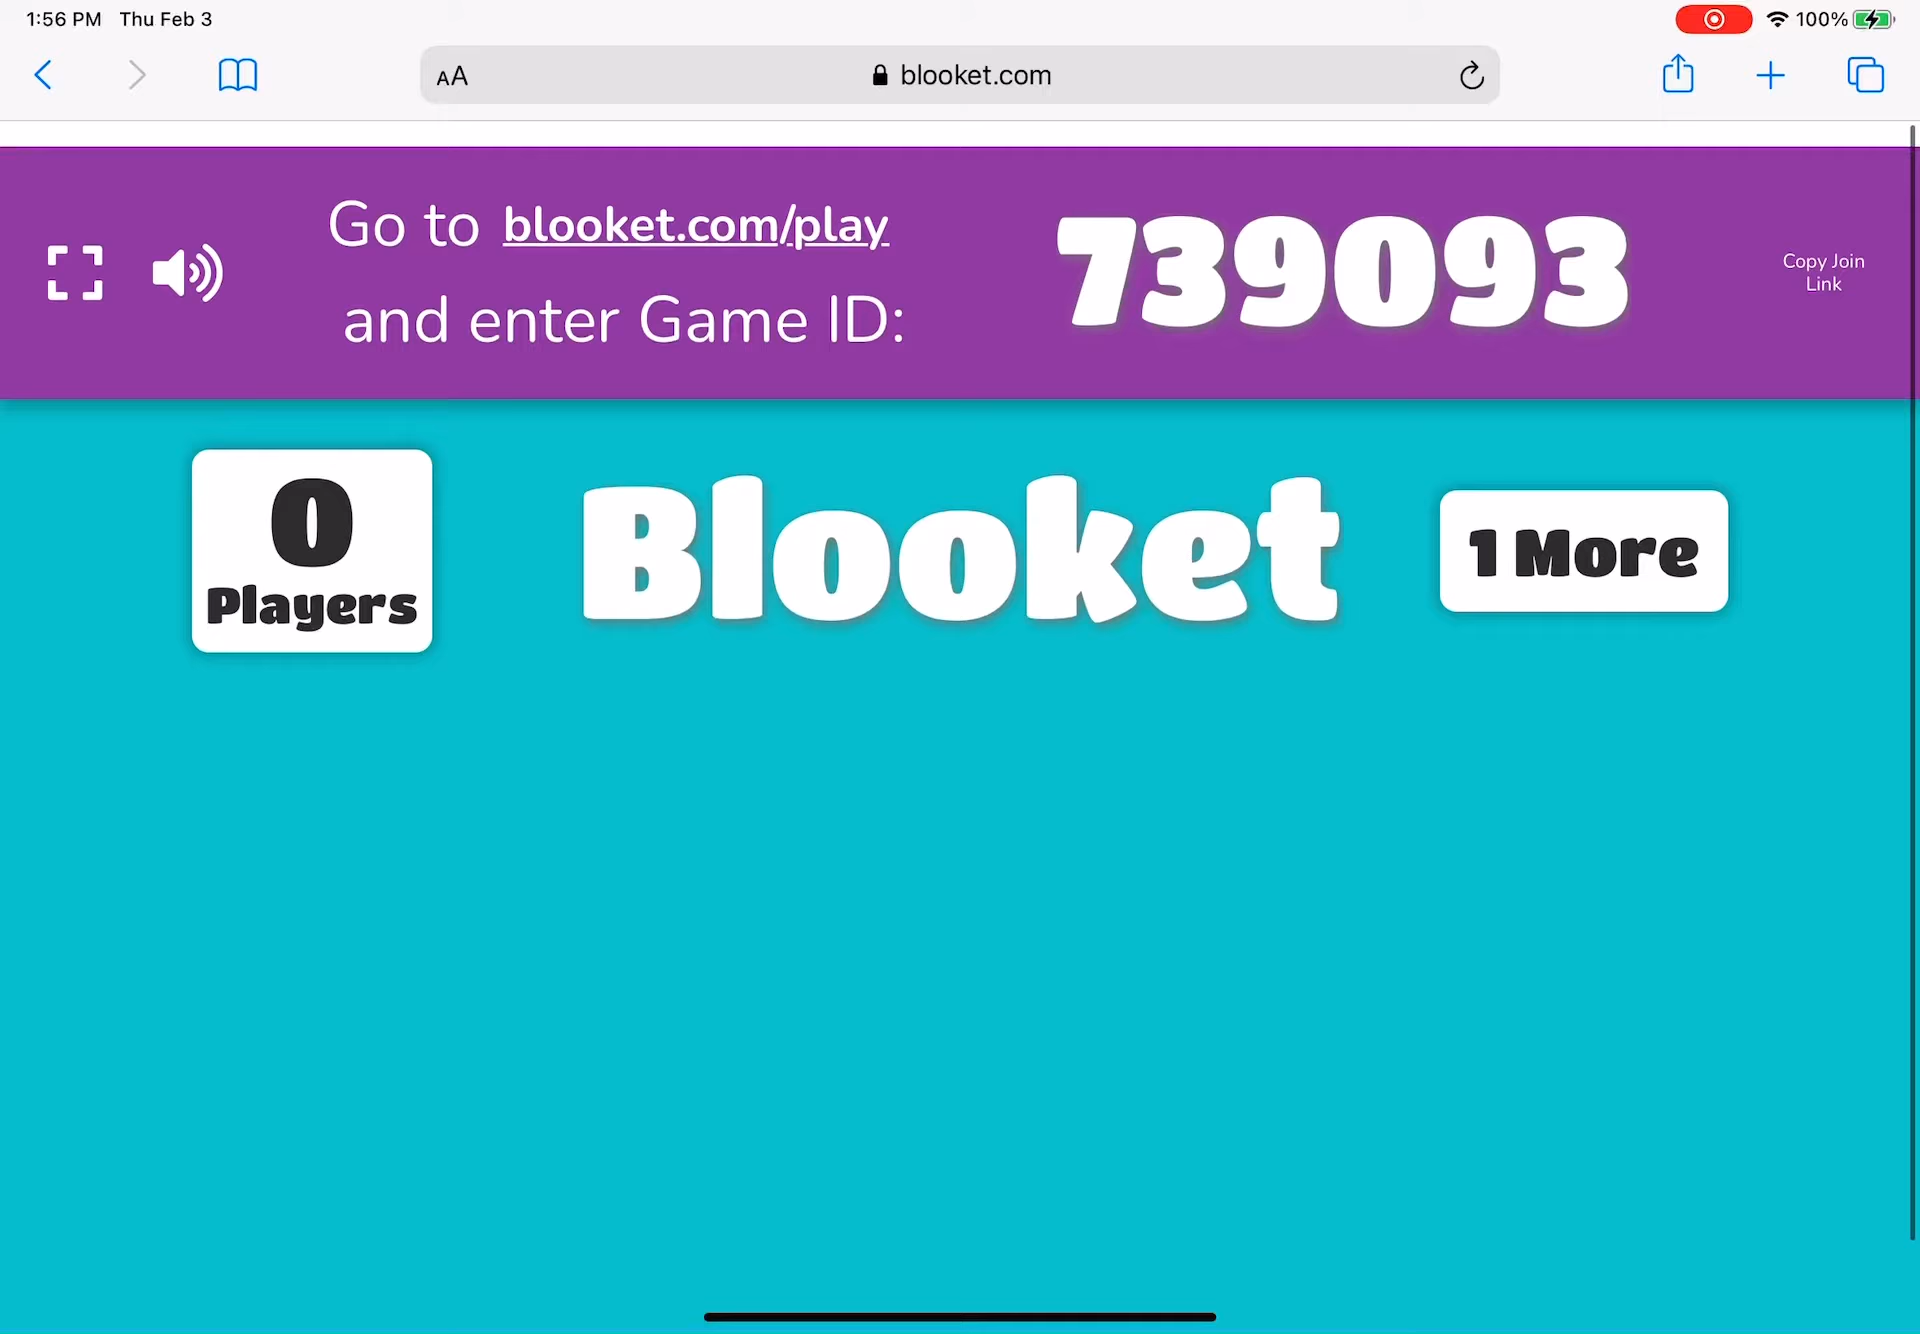 1:56 PM Thu Feb 3
100%
AA
blooket.com
Go to blooket.com/play
and enter Game ID:
739093
Copy Join
Link
0
Players
Blooket
1 More